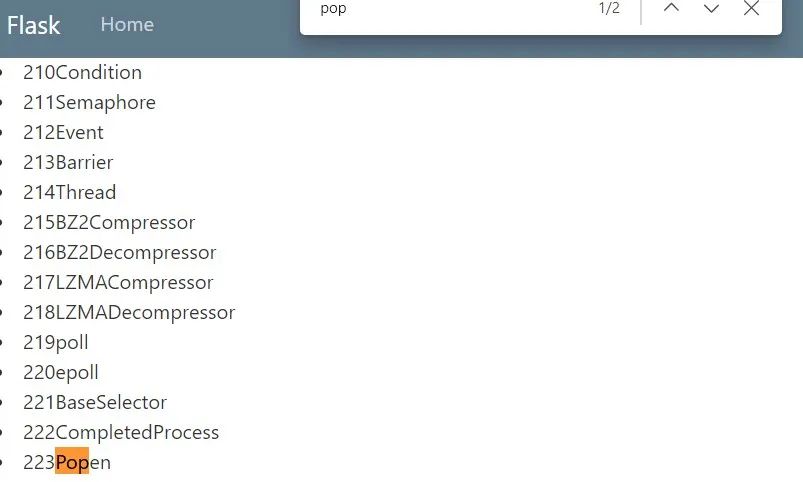 Flask Home
pop 1/2
210Condition
211Semaphore
212Event
213Barrier
214Thread
215BZ2Compressor
216BZ2Decompressor
217LZMACompressor
218LZMADecompressor
219poll
220epoll
221BaseSelector
222CompletedProcess
223Popen